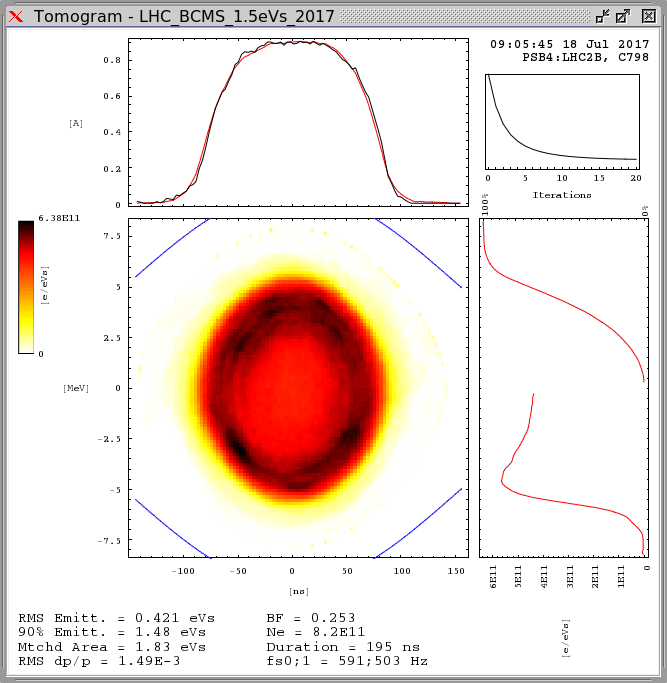 Tomogram - LHC_BCMS_1.5eVs_2017
09:05:45 18 Jul 2017
PSB4:LHC2B, C798
0.8
0.6
[A]
0.4
0.2
0
0 5 10 15 20
Iterations
100%
0%
6.38E11
[e/eVs]
0
7.5
5
2.5
[MeV]
0
-2.5
-5
-7.5
-100 -50 0 50 100 150
[ns]
6E11 5E11 4E11 3E11 2E11 1E11 0
[e/eVs]
RMS Emitt. = 0.421 eVs BF = 0.253
90% Emitt. = 1.48 eVs Ne = 8.2E11
Mtchd Area = 1.83 eVs Duration = 195 ns
RMS dp/p = 1.49E-3 fs0;1 = 591;503 Hz